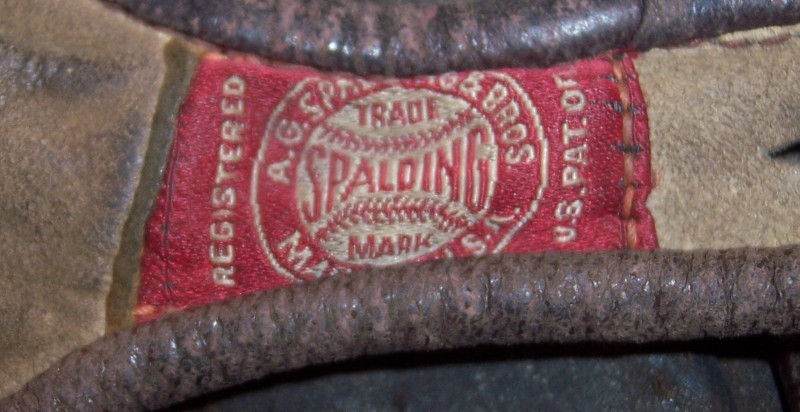 REGISTERED
A.G. & BROS
TRADE
SPALDING
MARK
U.S. PAT. OF